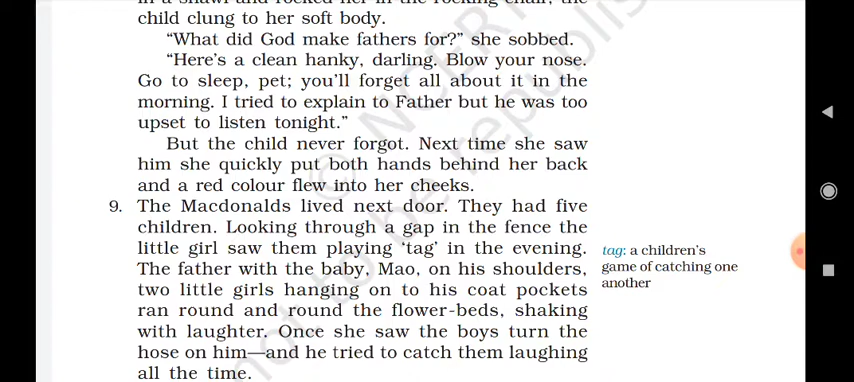 in a shawl and rocked her in the rocking-chair, the
child clung to her soft body.
“What did God make fathers for?” she sobbed.
“Here’s a clean hanky, darling. Blow your nose.
Go to sleep, pet; you’ll forget all about it in the
morning. I tried to explain to Father but he was too
upset to listen tonight.”
But the child never forgot. Next time she saw
him she quickly put both hands behind her back
and a red colour flew into her cheeks.
9. The Macdonalds lived next door. They had five
children. Looking through a gap in the fence the
little girl saw them playing ‘tag’ in the evening.
The father with the baby, Mao, on his shoulders,
two little girls hanging on to his coat pockets
ran round and round the flower-beds, shaking
with laughter. Once she saw the boys turn the
hose on him—and he tried to catch them laughing
all the time.
tag: a children’s
game of catching one
another
© NCERT
not to be republis